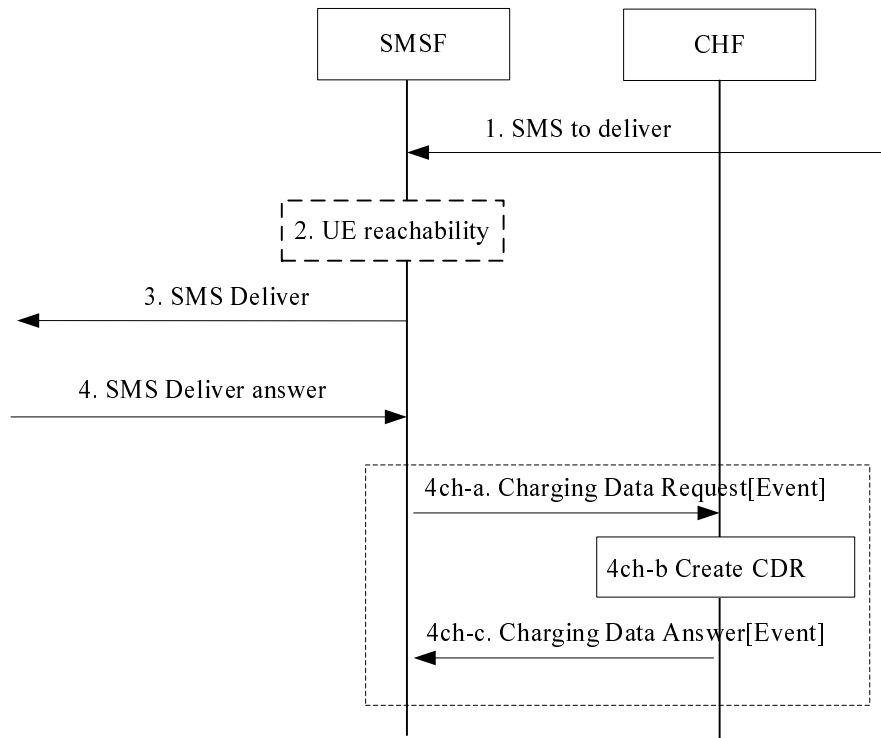 SMSF
CHF
1. SMS to deliver
2. UE reachability
3. SMS Deliver
4. SMS Deliver answer
4ch-a. Charging Data Request[Event]
4ch-b Create CDR
4ch-c. Charging Data Answer[Event]